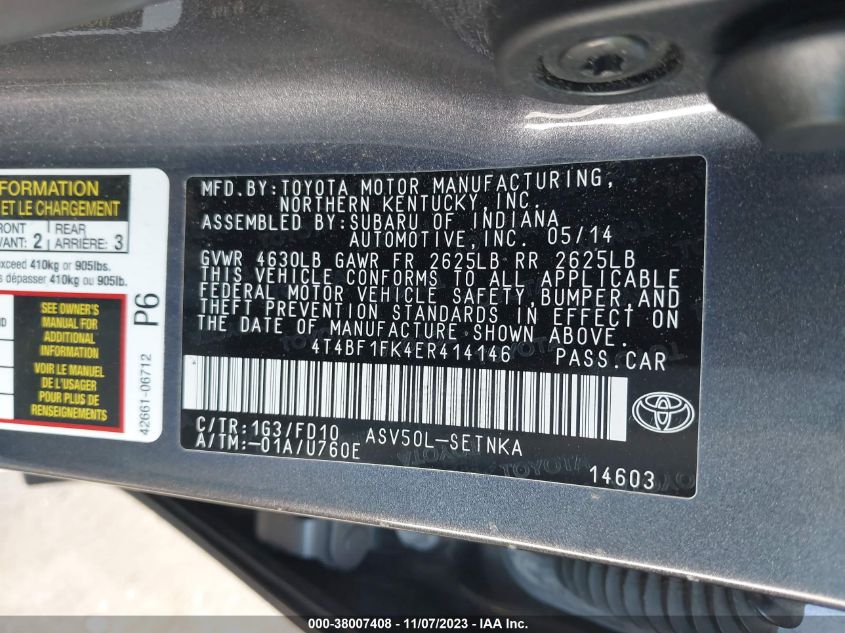 FORMATION
ET LE CHARGEMENT
FRONT
VANT: 2
REAR
ARRIÈRE: 3
exceed 410kg or 905lbs.
s dépasser 410kg ou 905lb.
SEE OWNER'S
MANUAL FOR
ADDITIONAL
INFORMATION
VOIR LE MANUEL
DE L'USAGER
POUR PLUS DE
RENSEIGNEMENTS
P6
42661-06712
MFD.BY:TOYOTA MOTOR MANUFACTURING,
NORTHERN KENTUCKY,INC.
ASSEMBLED BY:SUBARU OF INDIANA
AUTOMOTIVE,INC. 05/14
GVWR 4630LB GAWR FR 2625LB RR 2625LB
THIS VEHICLE CONFORMS TO ALL APPLICABLE
FEDERAL MOTOR VEHICLE SAFETY,BUMPER,AND
THEFT PREVENTION STANDARDS IN EFFECT ON
THE DATE OF MANUFACTURE SHOWN ABOVE.
4T4BF1FK4ER414146 PASS.CAR
C/TR:1G3/FD10 ASV50L-SETNKA
A/TM:-01A/U760E
14603
000-38007408 - 11/07/2023 - IAA Inc.